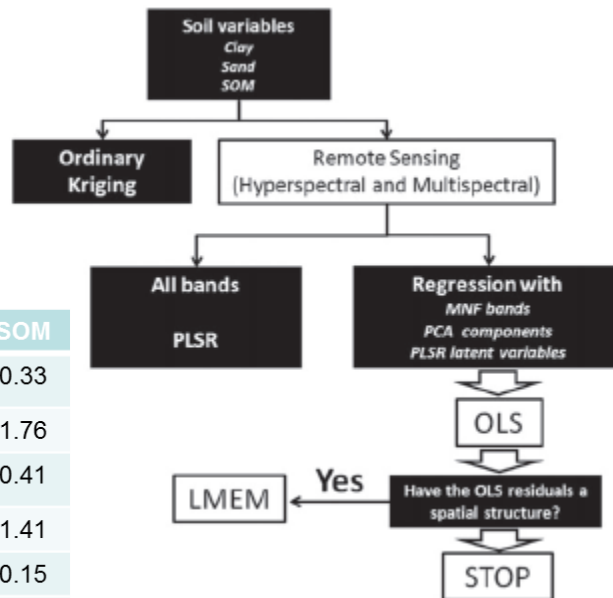 Soil variables
Clay
Sand
SOM
Ordinary
Kriging
Remote Sensing
(Hyperspectral and Multispectral)
All bands
PLSR
Regression with
MNF bands
PCA components
PLSR latent variables
OLS
Have the OLS residuals a
spatial structure?
Yes
LMEM
STOP
SOM
0.33
1.76
0.41
1.41
0.15